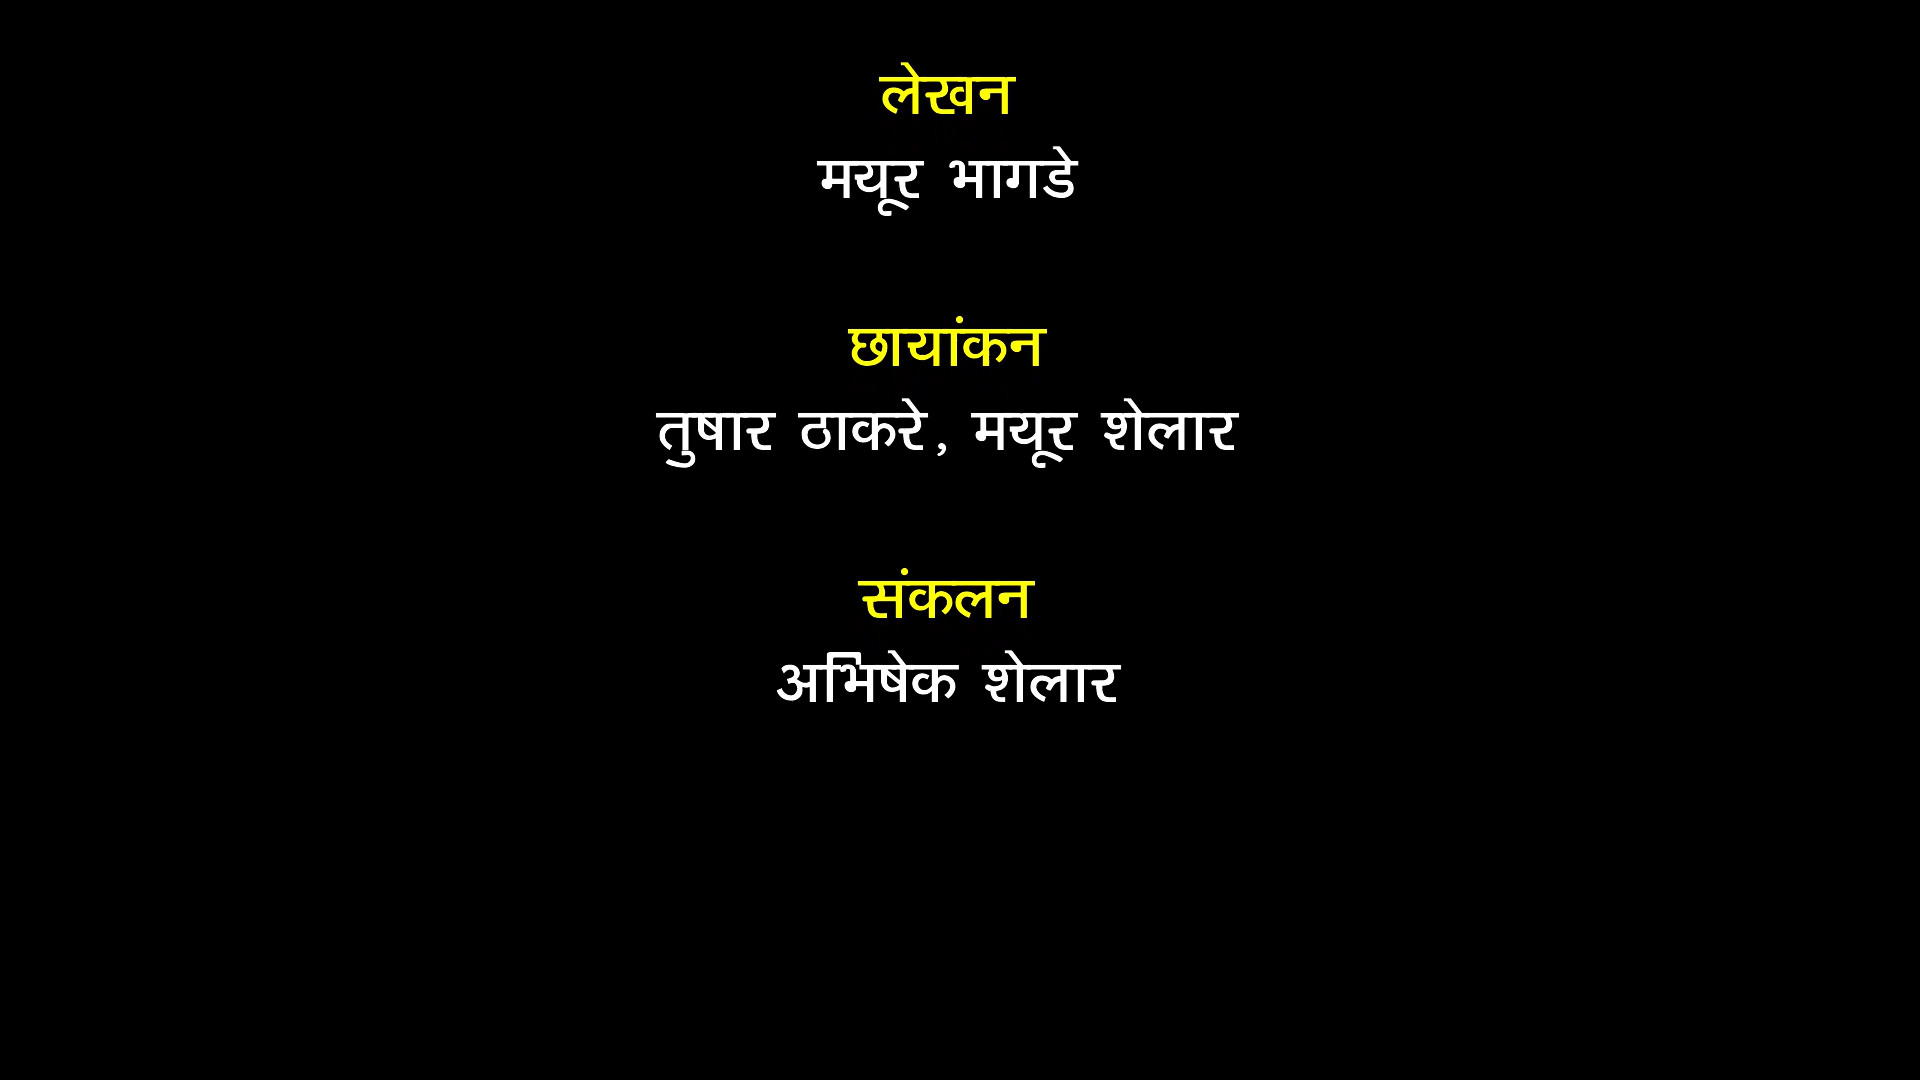 लेखन
मयूर भागडे
छायांकन
तुषार ठाकरे, मयूर शेलार
संकलन
अभिषेक शेलार